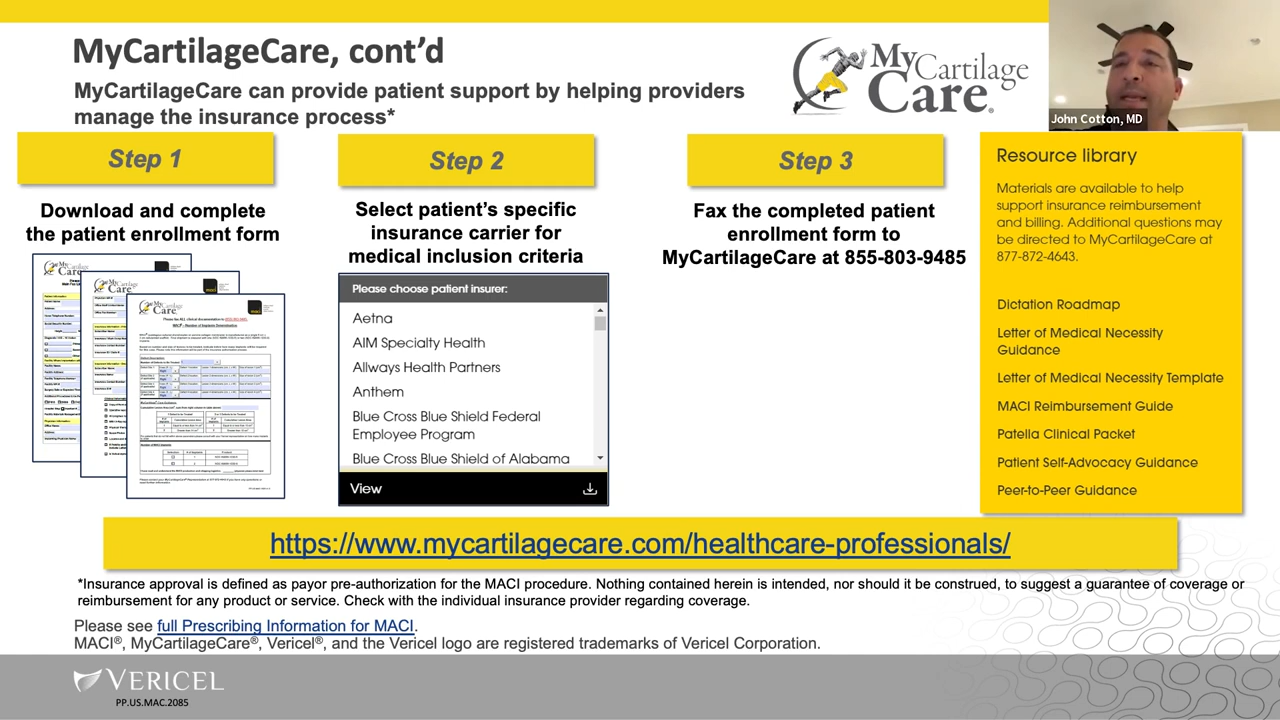 MyCartilageCare, cont’d
MyCartilageCare can provide patient support by helping providers
manage the insurance process*
My Cartilage
Care®
John Cotton, MD
Step 1
Download and complete
the patient enrollment form
Step 2
Select patient’s specific
insurance carrier for
medical inclusion criteria
Please choose patient insurer:
Aetna
AIM Specialty Health
Allways Health Partners
Anthem
Blue Cross Blue Shield Federal
Employee Program
Blue Cross Blue Shield of Alabama
View
Step 3
Fax the completed patient
enrollment form to
MyCartilageCare at 855-803-9485
Resource library
Materials are available to help
support insurance reimbursement
and billing. Additional questions may
be directed to MyCartilageCare at
877-872-4643.
Dictation Roadmap
Letter of Medical Necessity
Guidance
Letter of Medical Necessity Template
MACI Reimbursement Guide
Patella Clinical Packet
Patient Self-Advocacy Guidance
Peer-to-Peer Guidance
https://www.mycartilagecare.com/healthcare-professionals/
*Insurance approval is defined as payor pre-authorization for the MACI procedure. Nothing contained herein is intended, nor should it be construed, to suggest a guarantee of coverage or
reimbursement for any product or service. Check with the individual insurance provider regarding coverage.
Please see full Prescribing Information for MACI.
MACI®, MyCartilageCare®, Vericel®, and the Vericel logo are registered trademarks of Vericel Corporation.
VERICEL
PP.US.MAC.2085